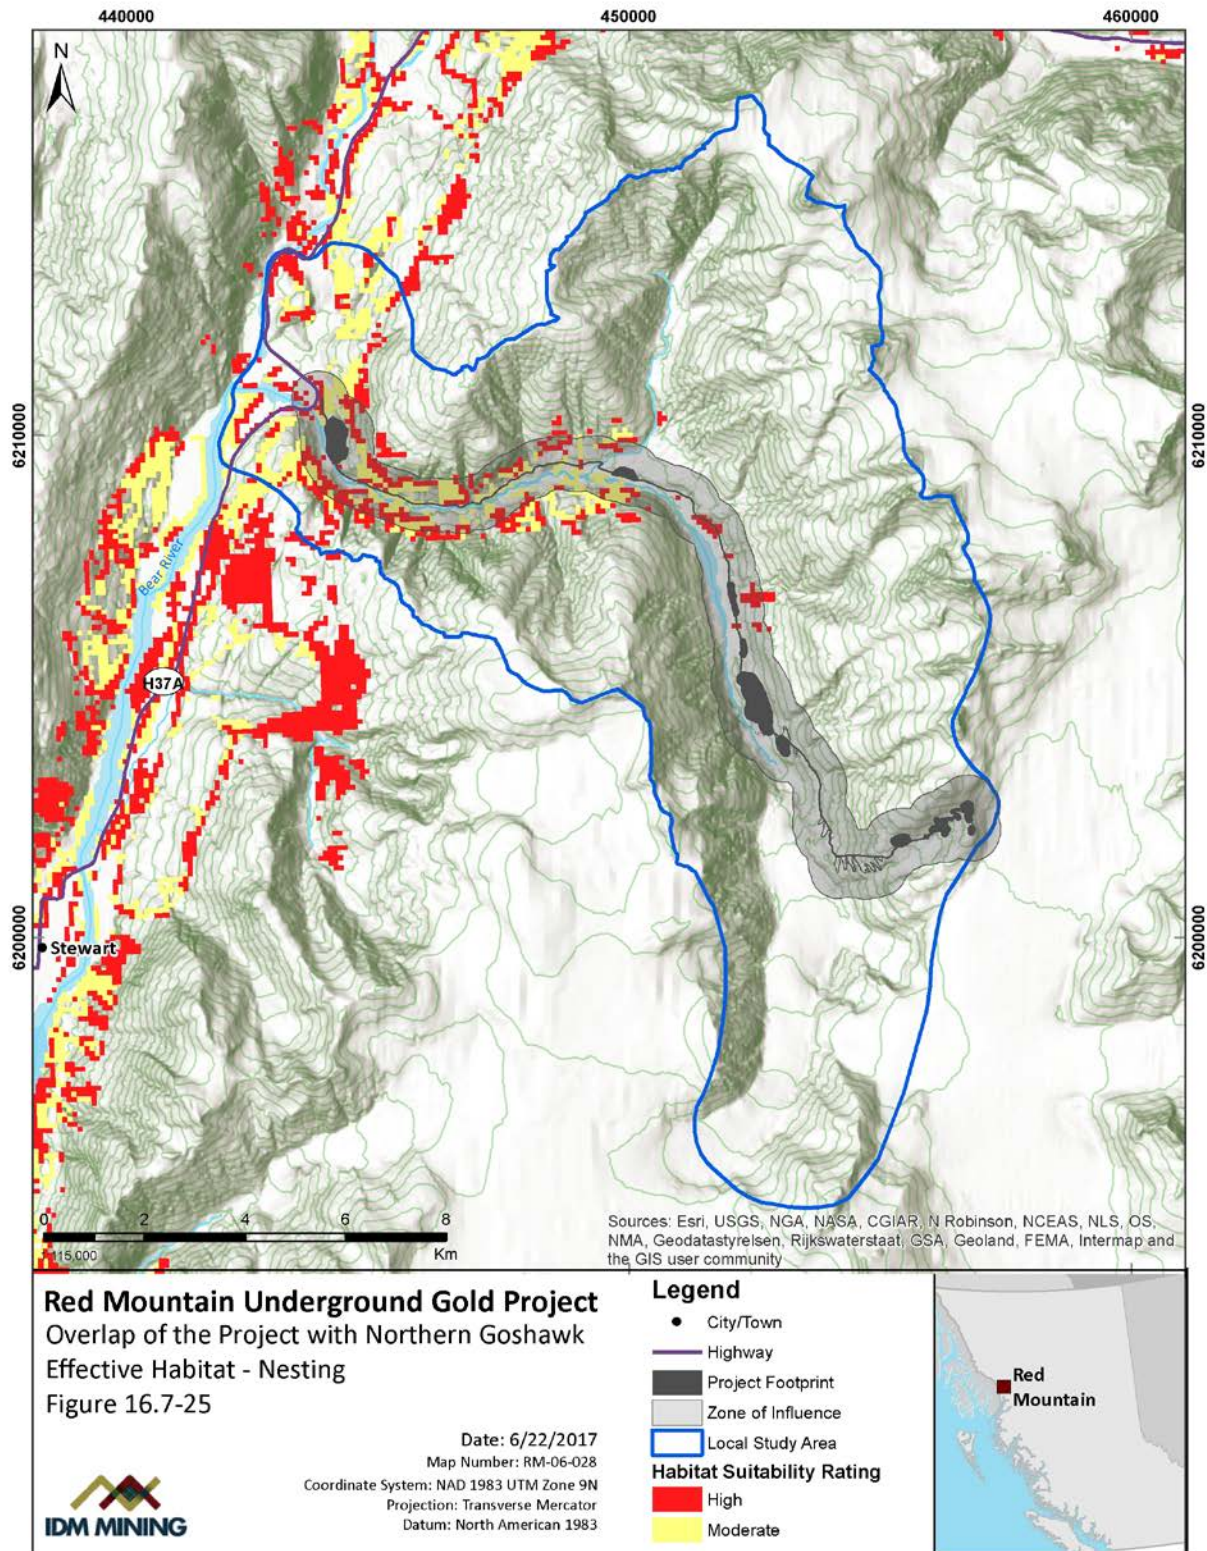 440000
450000
460000
N
6210000
6210000
Bear River
H37A
6200000
6200000
Stewart
0
2
4
6
8
Km
115,000
Sources: Esri, USGS, NGA, NASA, CGIAR, N Robinson, NCEAS, NLS, OS,
NMA, Geodatastyrelsen, Rijkswaterstaat, GSA, Geoland, FEMA, Intermap and
the GIS user community
Red Mountain Underground Gold Project
Overlap of the Project with Northern Goshawk
Effective Habitat - Nesting
Figure 16.7-25
Date: 6/22/2017
Map Number: RM-06-028
Coordinate System: NAD 1983 UTM Zone 9N
Projection: Transverse Mercator
Datum: North American 1983
IDM MINING
Legend
City/Town
Highway
Project Footprint
Zone of Influence
Local Study Area
Habitat Suitability Rating
High
Moderate
Red
Mountain